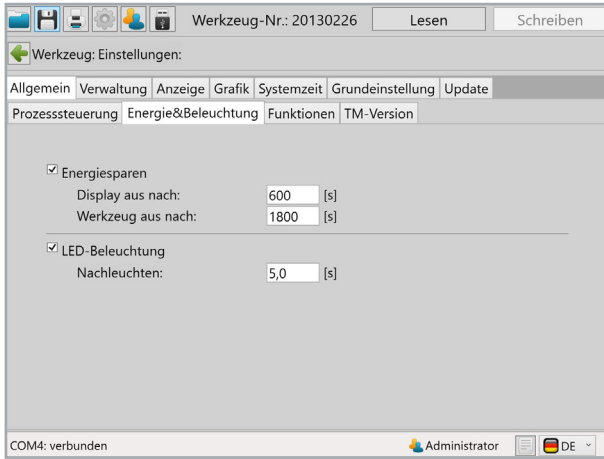 Werkzeug-Nr.: 20130226 Lesen Schreiben
Werkzeug: Einstellungen:
Allgemein Verwaltung Anzeige Grafik Systemzeit Grundeinstellung Update
Prozesssteuerung Energie&Beleuchtung Funktionen TM-Version
Energiesparen
Display aus nach: 600 [s]
Werkzeug aus nach: 1800 [s]
LED-Beleuchtung
Nachleuchten: 5,0 [s]
COM4: verbunden Administrator DE